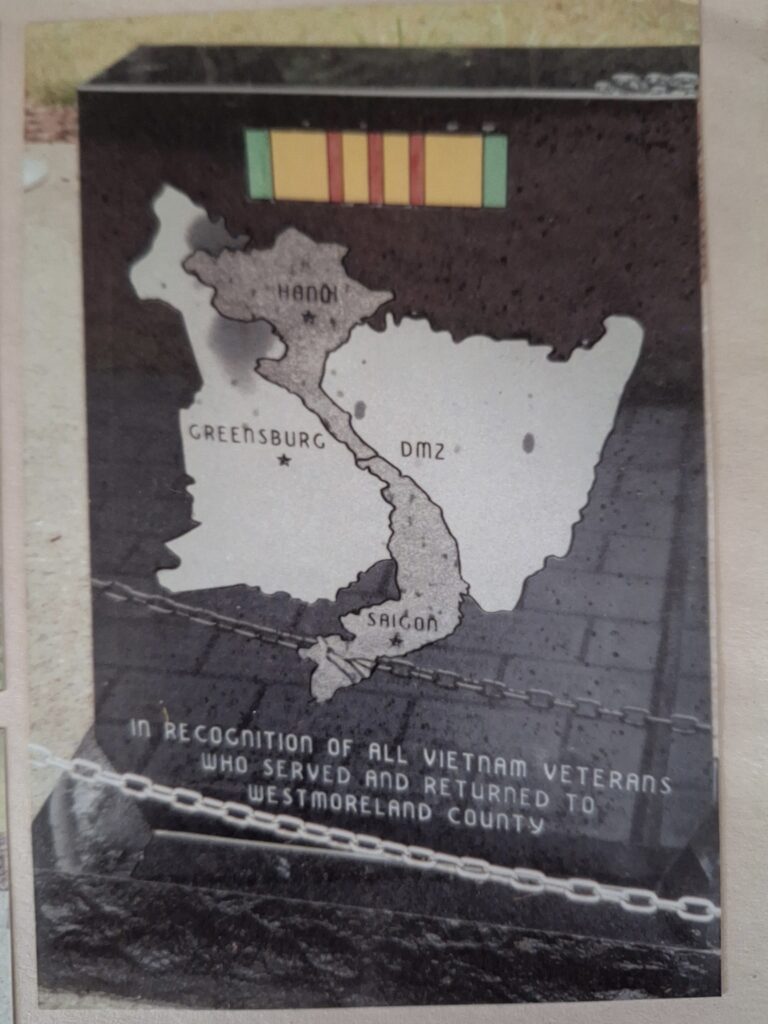 HANOI
GREENSBURG
DMZ
SAIGON
IN RECOGNITION OF ALL VIETNAM VETERANS
WHO SERVED AND RETURNED TO
WESTMORELAND COUNTY